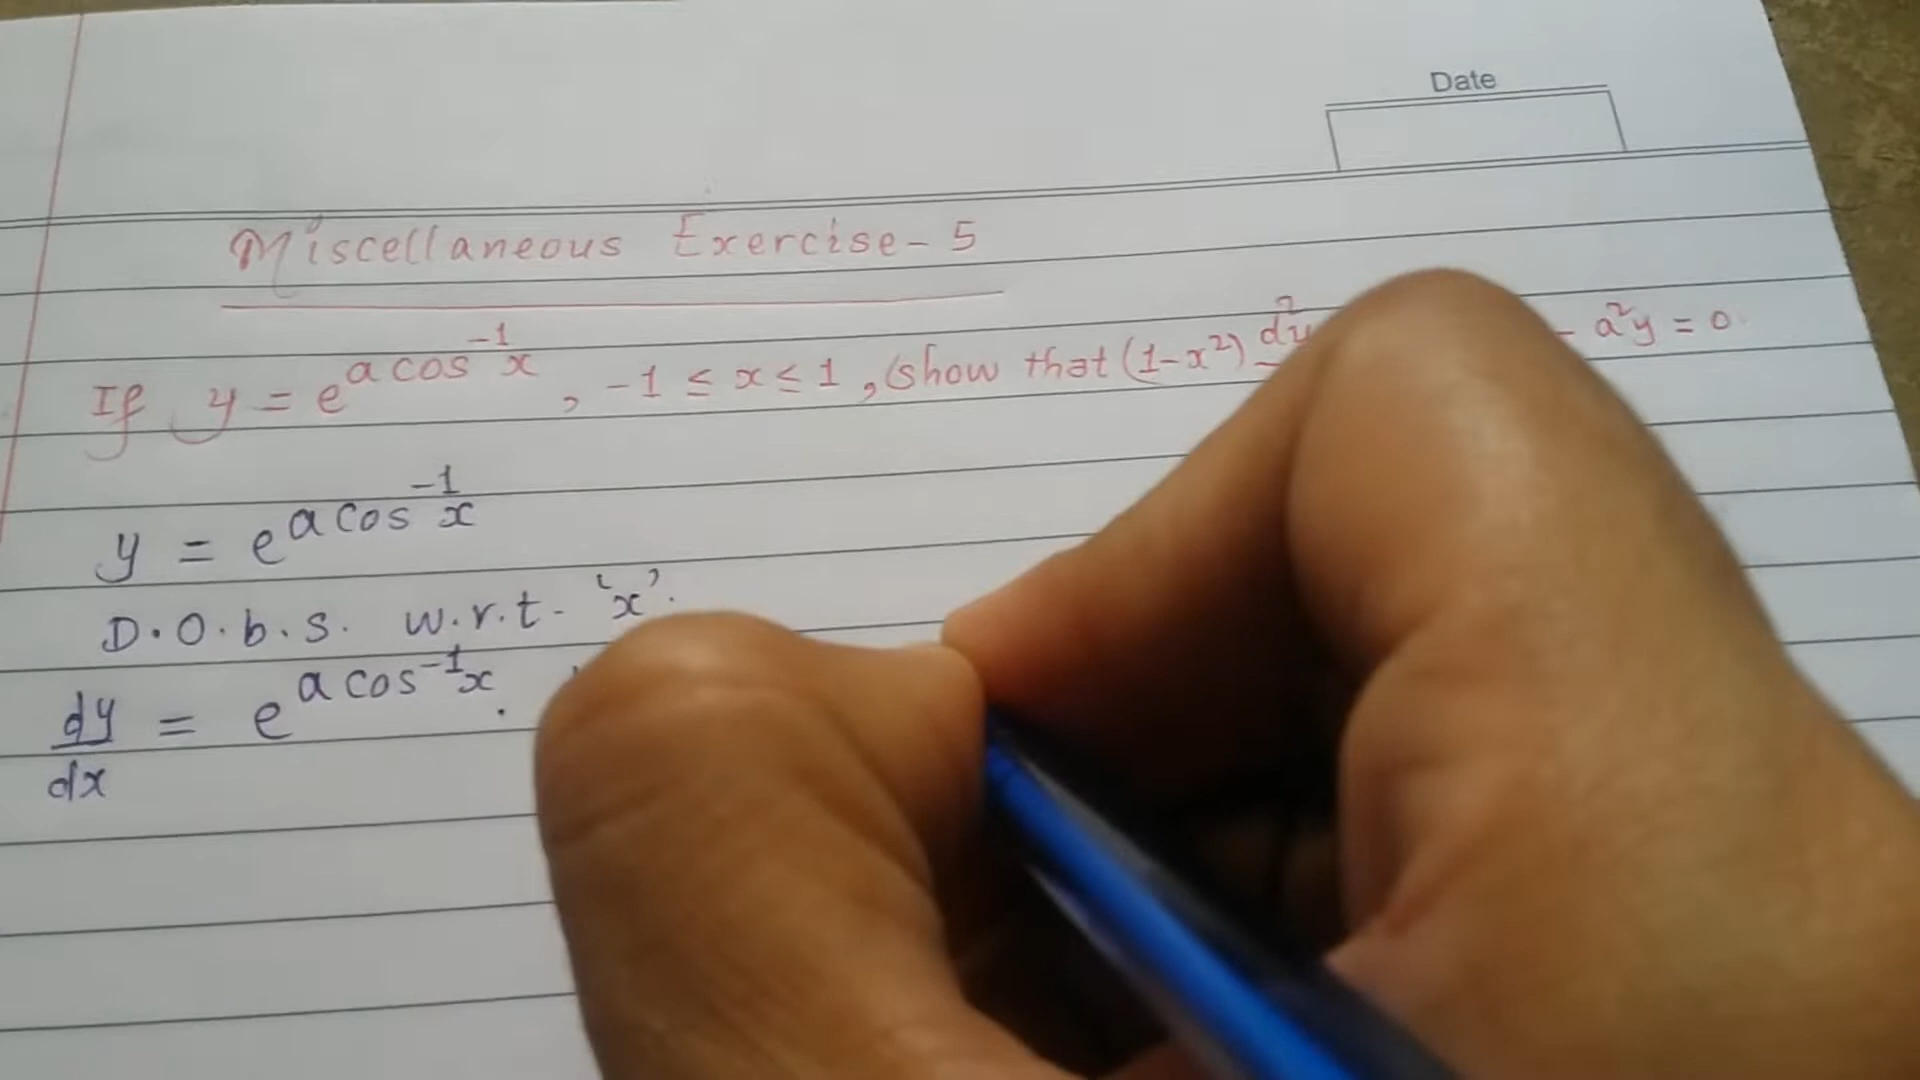 Date
Miscellaneous Exercise-5
If y = e^{a cos^{-1} x}, -1 ≤ x ≤ 1, show that (1-x²) d²y - a²y = 0.
y = e^{a cos^{-1} x}
D.O.b.s. w.r.t. 'x'.
dy/dx = e^{a cos^{-1} x}.